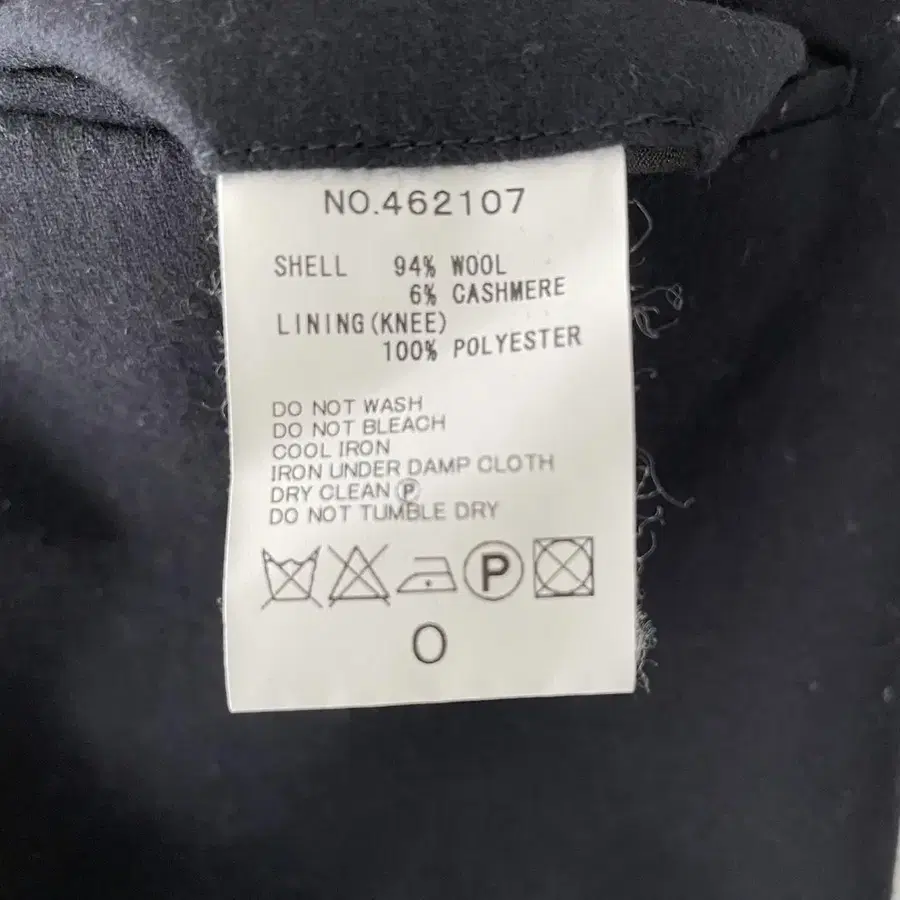 NO.462107
SHELL 94% WOOL
6% CASHMERE
LINING(KNEE)
100% POLYESTER
DO NOT WASH
DO NOT BLEACH
COOL IRON
IRON UNDER DAMP CLOTH
DRY CLEAN Ⓟ
DO NOT TUMBLE DRY
P
O